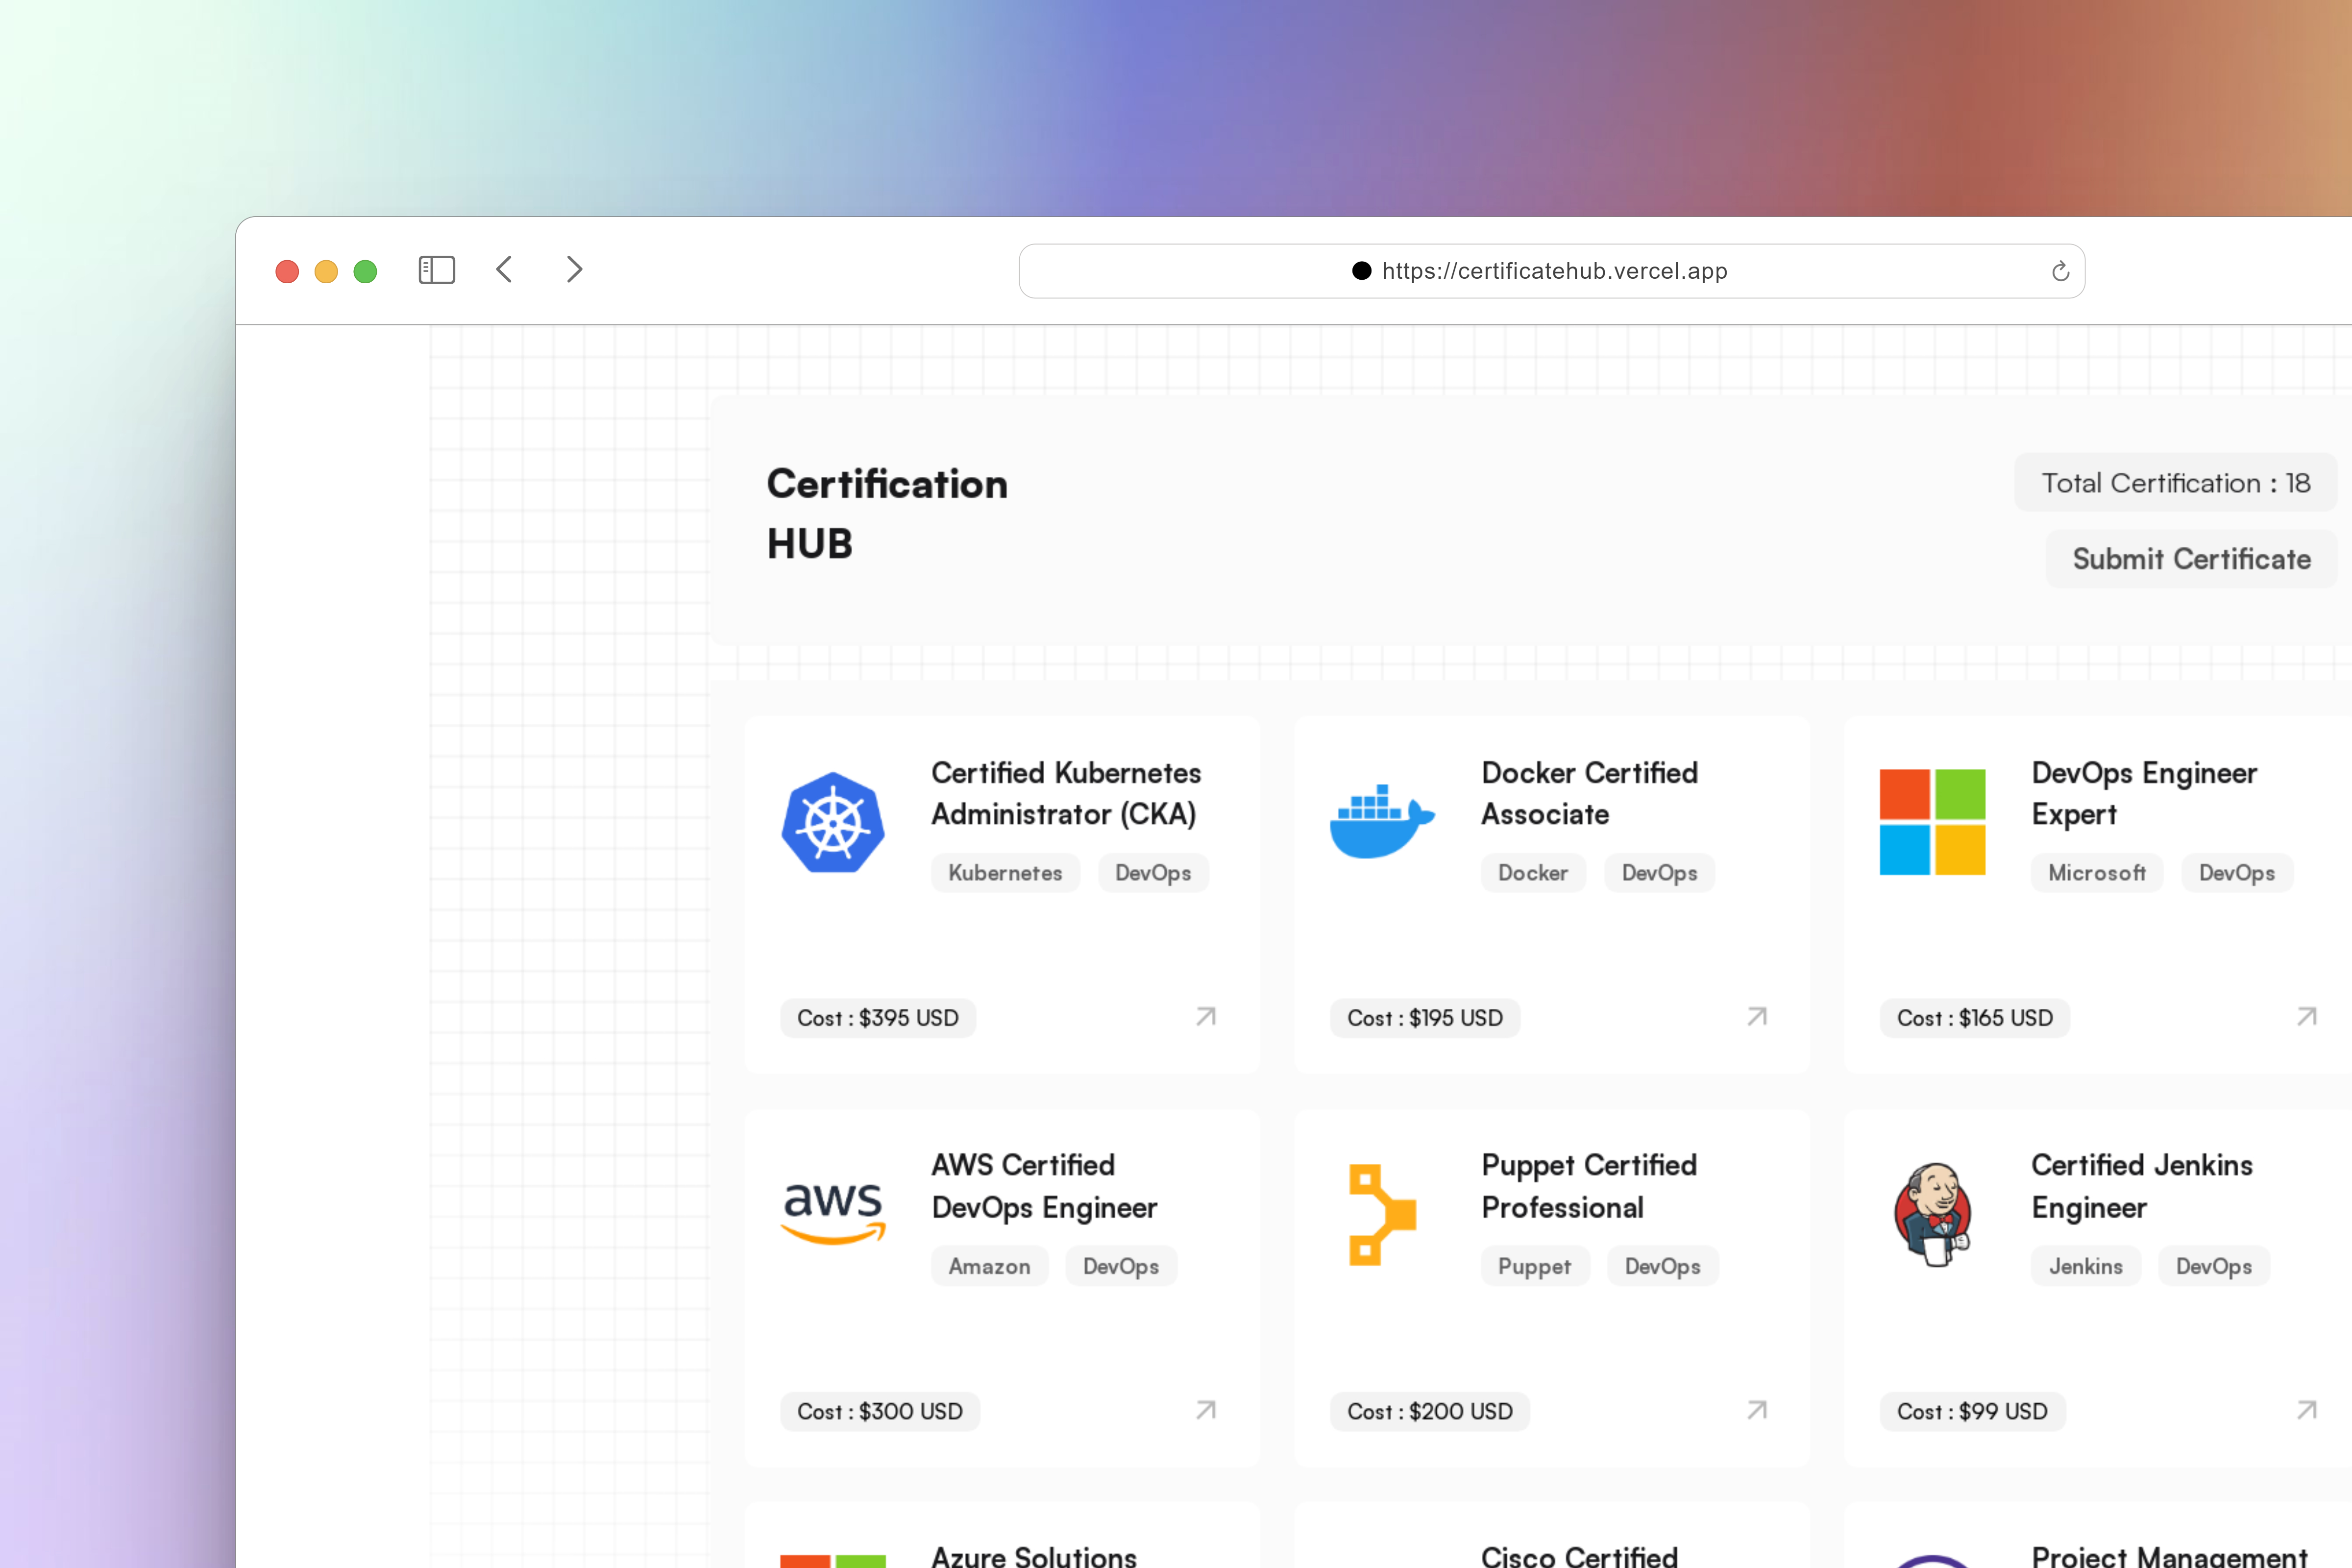 https://certificatehub.vercel.app
Certification
HUB
Total Certification : 18
Submit Certificate
Certified Kubernetes
Administrator (CKA)
Kubernetes
DevOps
Cost : $395 USD
Docker Certified
Associate
Docker
DevOps
Cost : $195 USD
DevOps Engineer
Expert
Microsoft
DevOps
Cost : $165 USD
aws
AWS Certified
DevOps Engineer
Amazon
DevOps
Cost : $300 USD
Puppet Certified
Professional
Puppet
DevOps
Cost : $200 USD
Certified Jenkins
Engineer
Jenkins
DevOps
Cost : $99 USD
Azure Solutions
Cisco Certified
Project Management